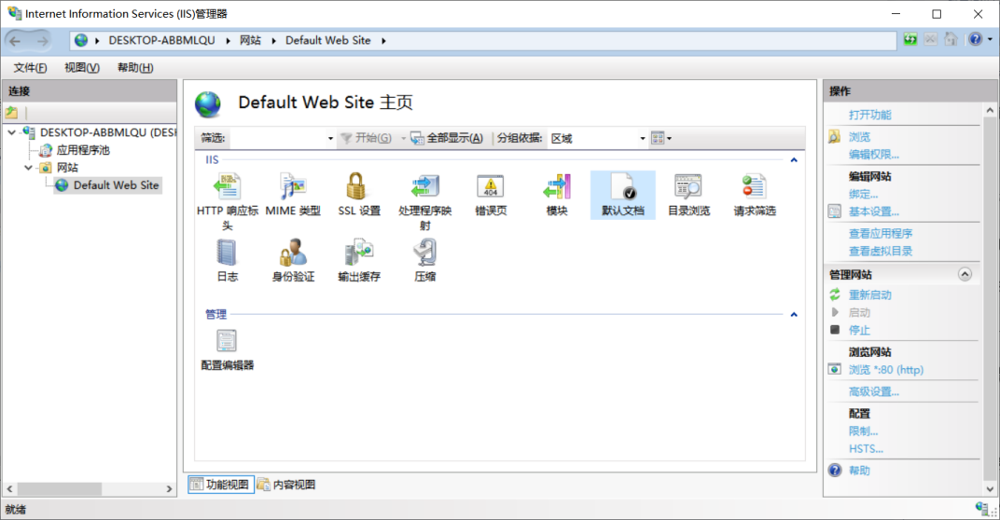 Internet Information Services (IIS)管理器
DESKTOP-ABBMLQU
网站
Default Web Site
文件(F) 视图(V) 帮助(H)
连接
DESKTOP-ABBMLQU (DESK
应用程序池
网站
Default Web Site
Default Web Site 主页
筛选: 开始(G) 全部显示(A) 分组依据: 区域
IIS
HTTP 响应标头
MIME 类型
SSL 设置
处理程序映射
错误页
404
模块
默认文档
目录浏览
请求筛选
日志
身份验证
输出缓存
压缩
管理
配置编辑器
功能视图 内容视图
操作
打开功能
浏览
编辑权限...
编辑网站
绑定...
基本设置...
查看应用程序
查看虚拟目录
管理网站
重新启动
启动
停止
浏览网站
浏览 *:80 (http)
高级设置...
配置
限制...
HSTS...
帮助
就绪